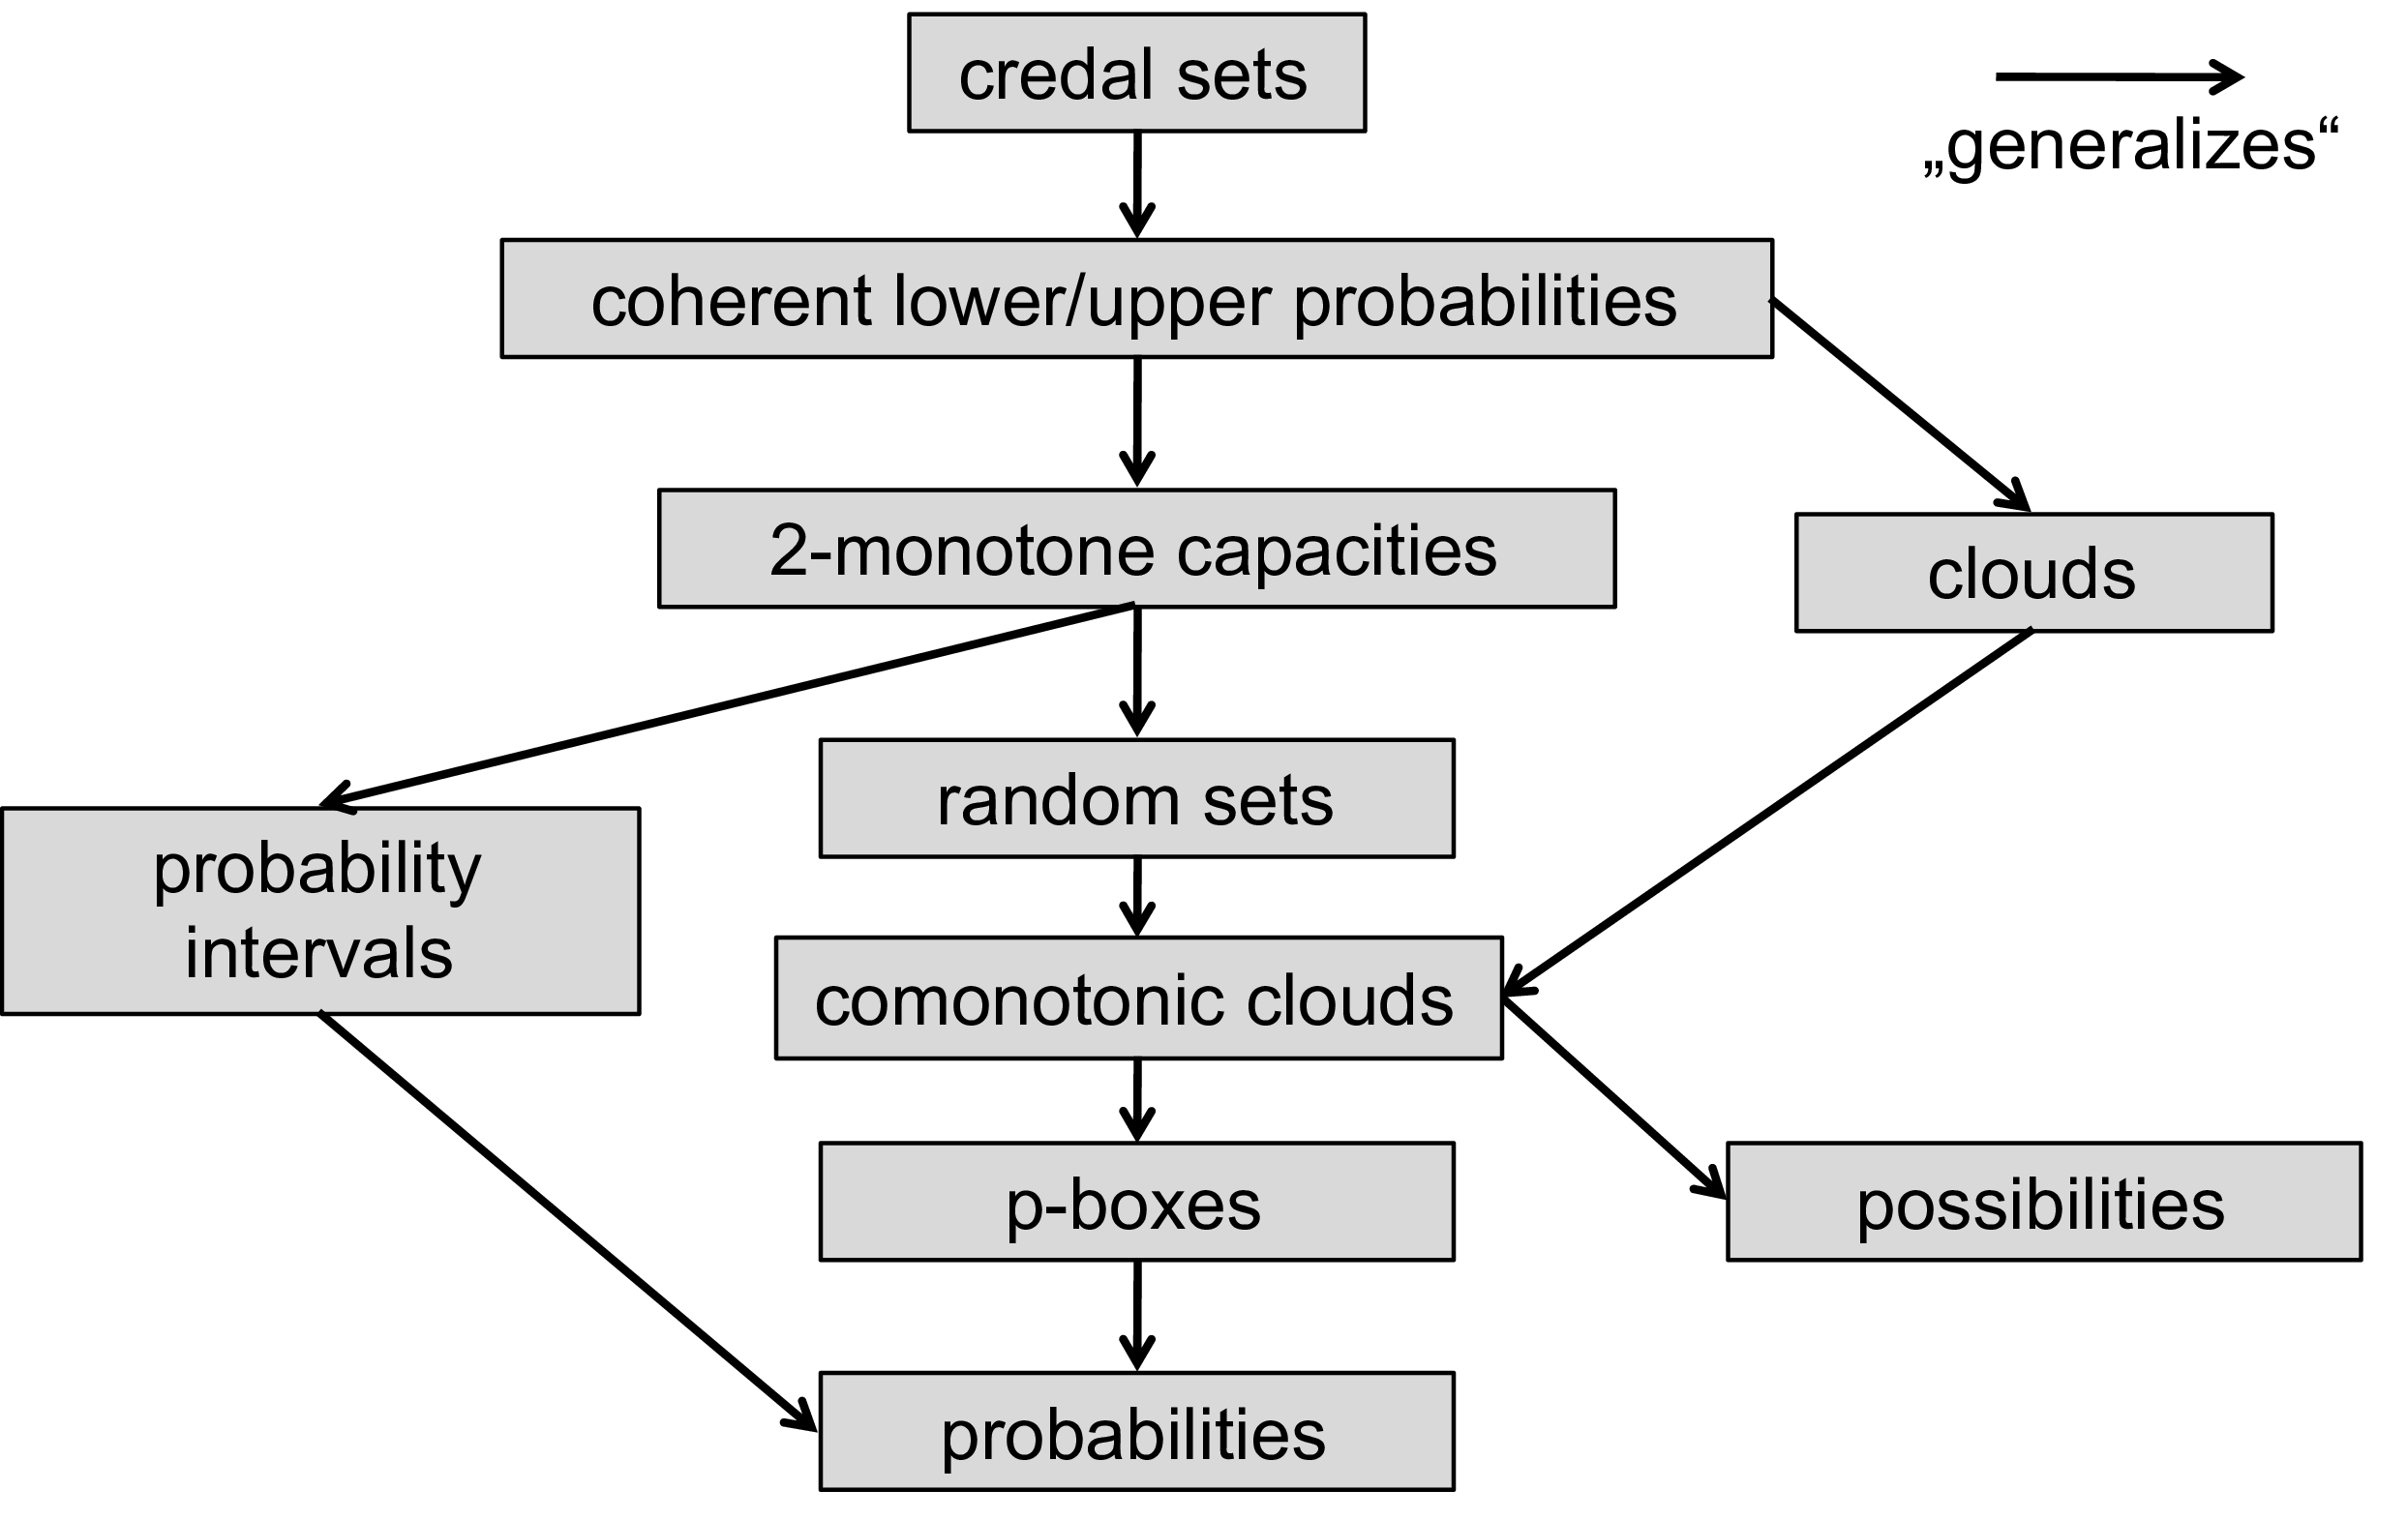 credal sets
„generalizes“
coherent lower/upper probabilities
2-monotone capacities
clouds
random sets
probability
intervals
comonotonic clouds
p-boxes
possibilities
probabilities